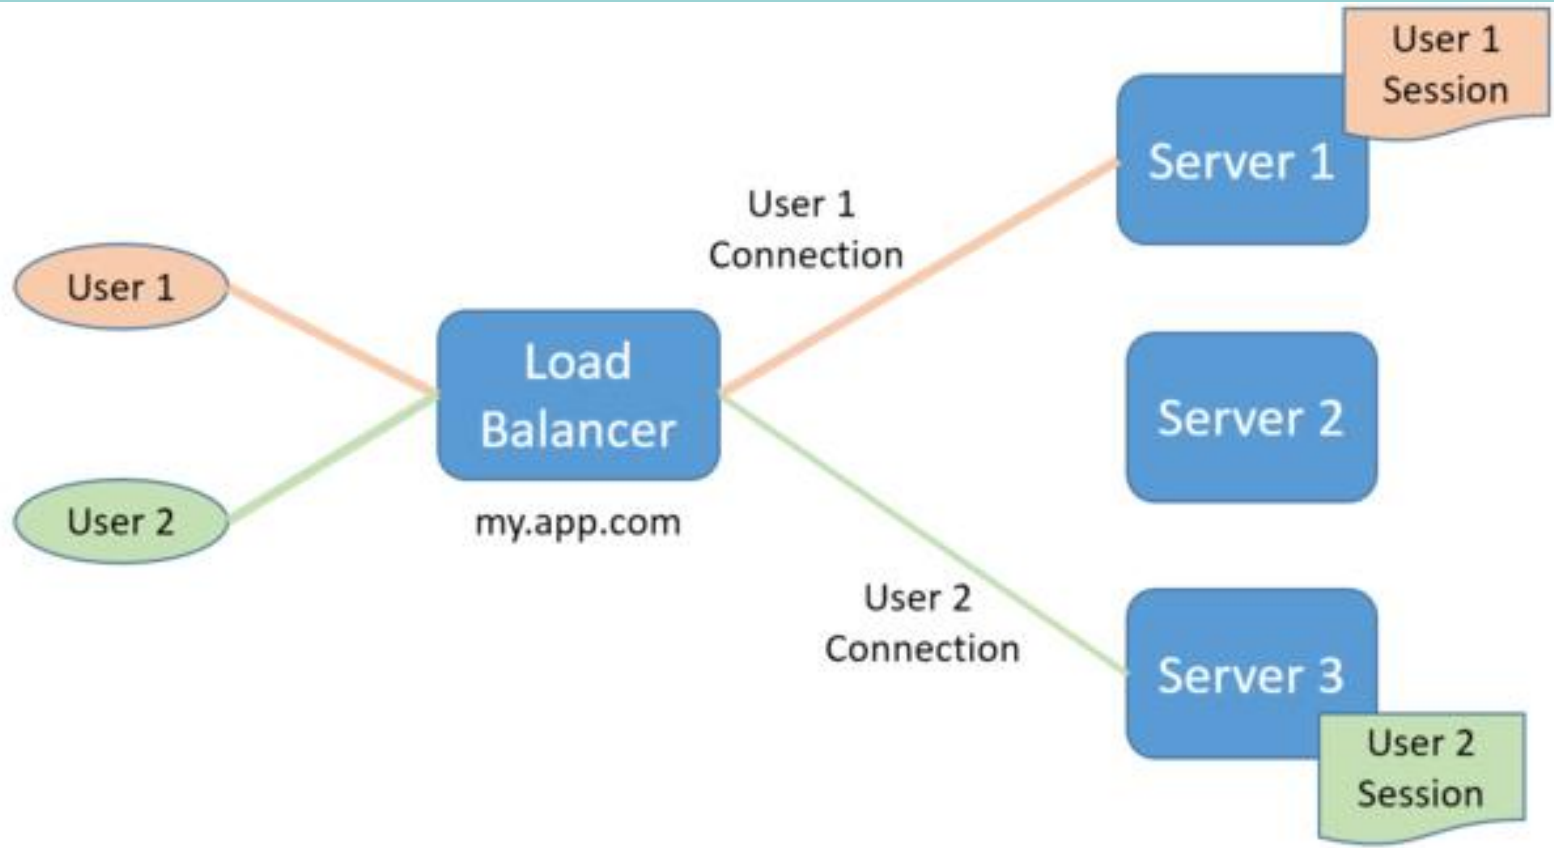 User 1
Session
Server 1
User 1
Connection
User 1
Load
Balancer
Server 2
User 2
my.app.com
User 2
Connection
Server 3
User 2
Session